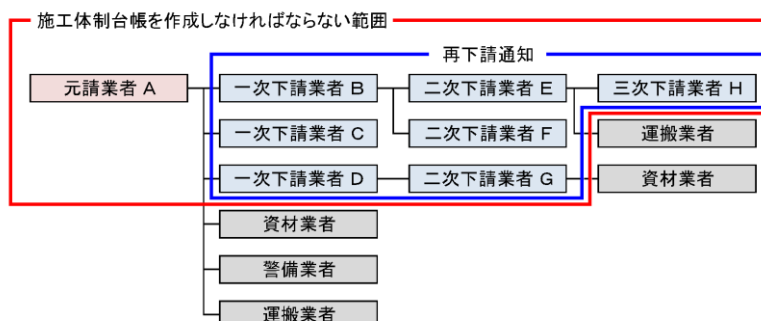 施工体制台帳を作成しなければならない範囲
再下請通知
元請業者 A
一次下請業者 B
二次下請業者 E
三次下請業者 H
一次下請業者 C
二次下請業者 F
運搬業者
一次下請業者 D
二次下請業者 G
資材業者
資材業者
警備業者
運搬業者